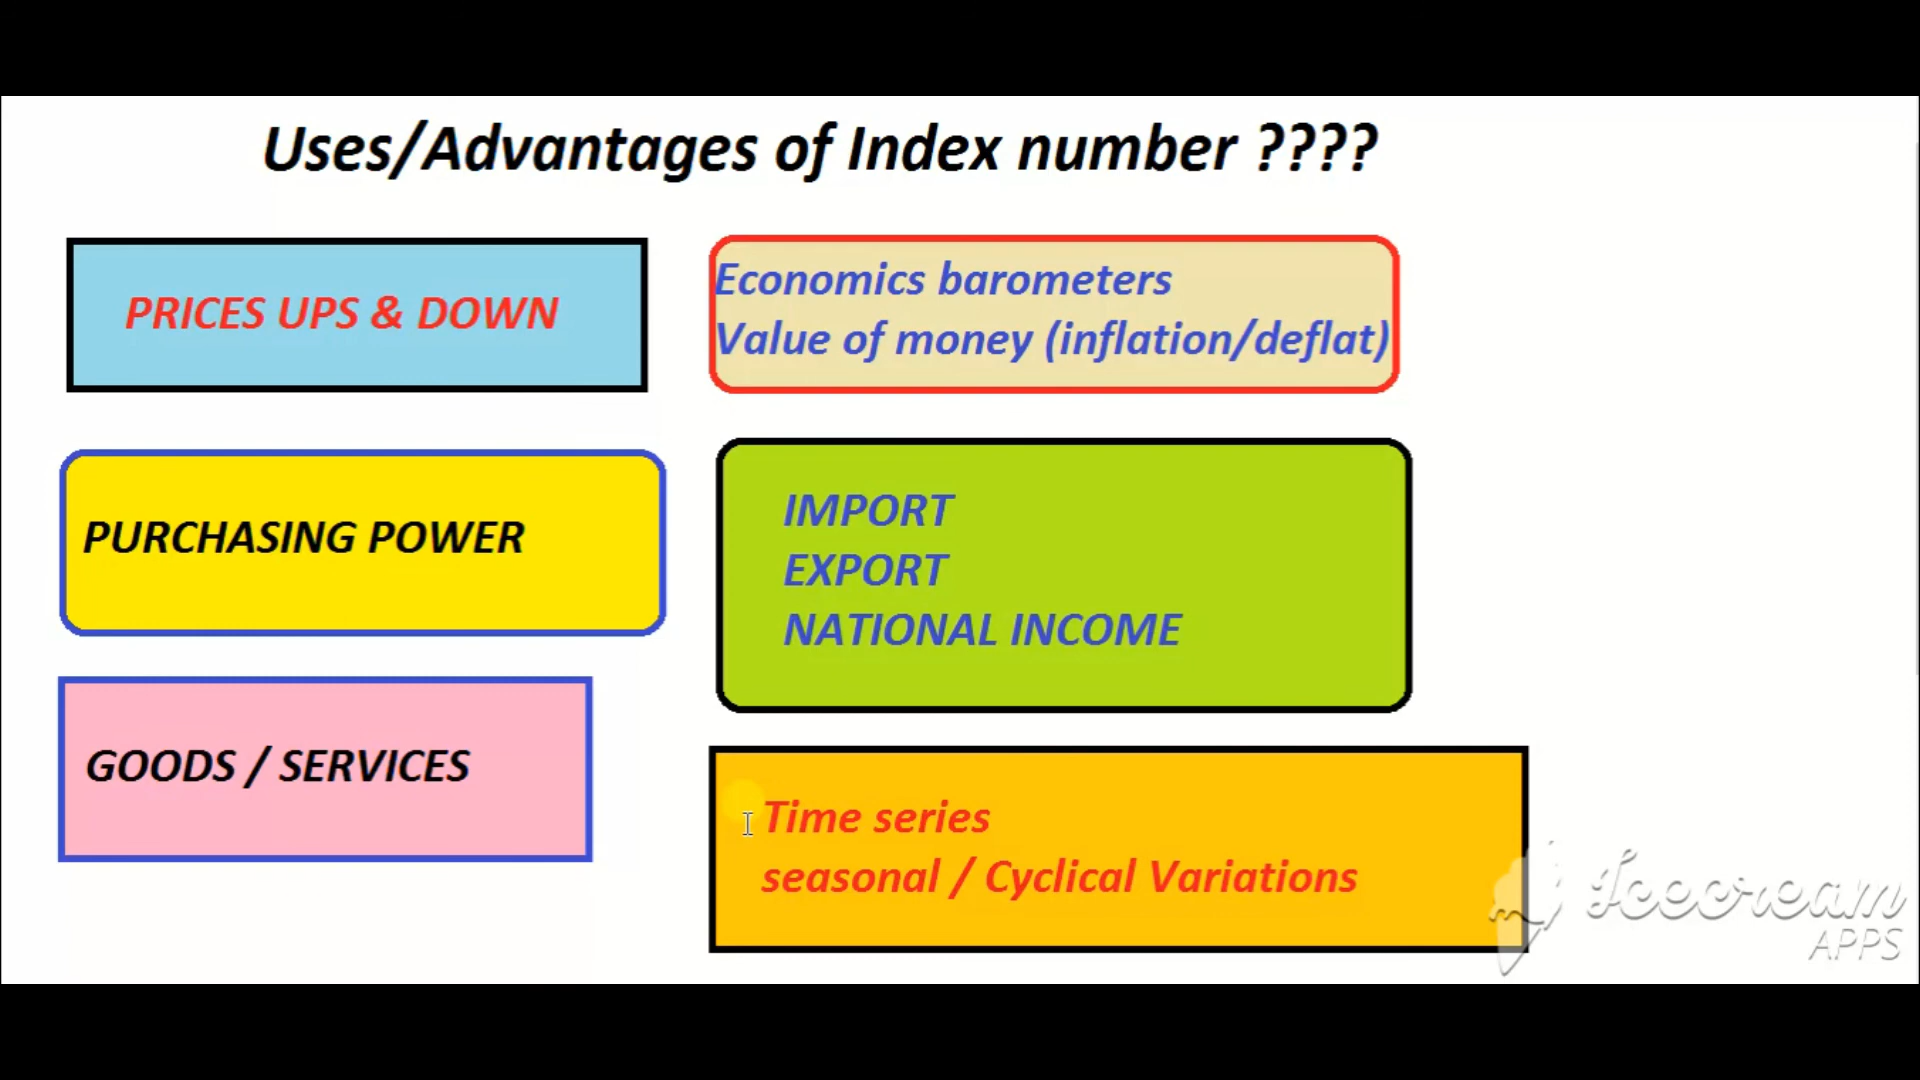 Uses/Advantages of Index number ????
PRICES UPS & DOWN
Economics barometers
Value of money (inflation/deflat)
PURCHASING POWER
IMPORT
EXPORT
NATIONAL INCOME
GOODS / SERVICES
Time series
seasonal / Cyclical Variations
Icecream
APPS